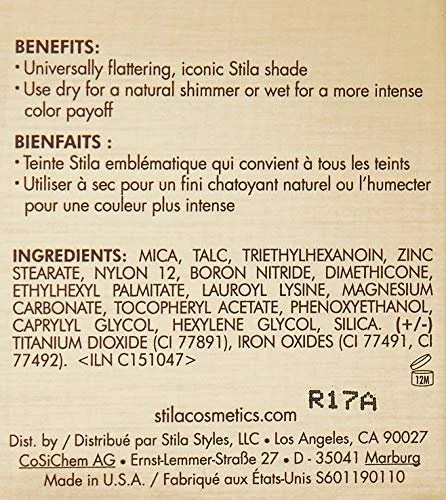 BENEFITS:
• Universally flattering, iconic Stila shade
• Use dry for a natural shimmer or wet for a more intense
color payoff
BIENFAITS :
• Teinte Stila emblématique qui convient à tous les teints
• Utiliser à sec pour un fini chatoyant naturel ou l'humecter
pour une couleur plus intense
INGREDIENTS: MICA, TALC, TRIETHYLHEXANOIN, ZINC
STEARATE, NYLON 12, BORON NITRIDE, DIMETHICONE,
ETHYLHEXYL PALMITATE, LAUROYL LYSINE, MAGNESIUM
CARBONATE, TOCOPHERYL ACETATE, PHENOXYETHANOL,
CAPRYLYL GLYCOL, HEXYLENE GLYCOL, SILICA. (+/-)
TITANIUM DIOXIDE (CI 77891), IRON OXIDES (CI 77491, CI
77492). <ILN C151047>
12M
R17A
stilacosmetics.com
Dist. by / Distribué par Stila Styles, LLC • Los Angeles, CA 90027
CoSiChem AG • Ernst-Lemmer-Straße 27 • D - 35041 Marburg
Made in U.S.A. / Fabriqué aux États-Unis S601190110